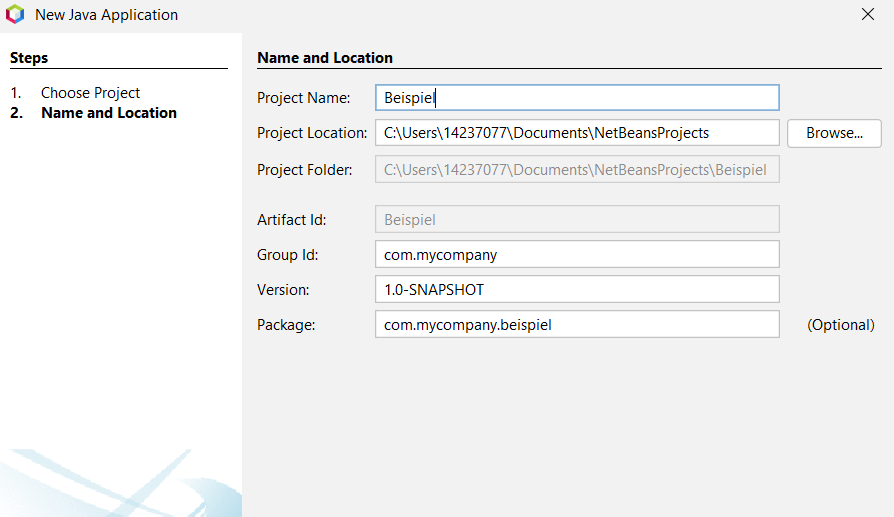 New Java Application
Steps
1. Choose Project
2. Name and Location
Name and Location
Project Name: Beispiel
Project Location: C:\Users\14237077\Documents\NetBeansProjects Browse...
Project Folder: C:\Users\14237077\Documents\NetBeansProjects\Beispiel
Artifact Id: Beispiel
Group Id: com.mycompany
Version: 1.0-SNAPSHOT
Package: com.mycompany.beispiel (Optional)